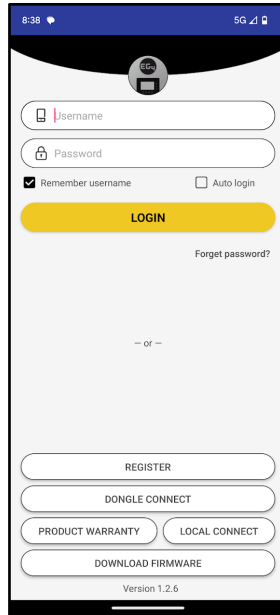 8:38 5G
EG4
Username
Password
Remember username Auto login
LOGIN
Forget password?
— or —
REGISTER
DONGLE CONNECT
PRODUCT WARRANTY LOCAL CONNECT
DOWNLOAD FIRMWARE
Version 1.2.6